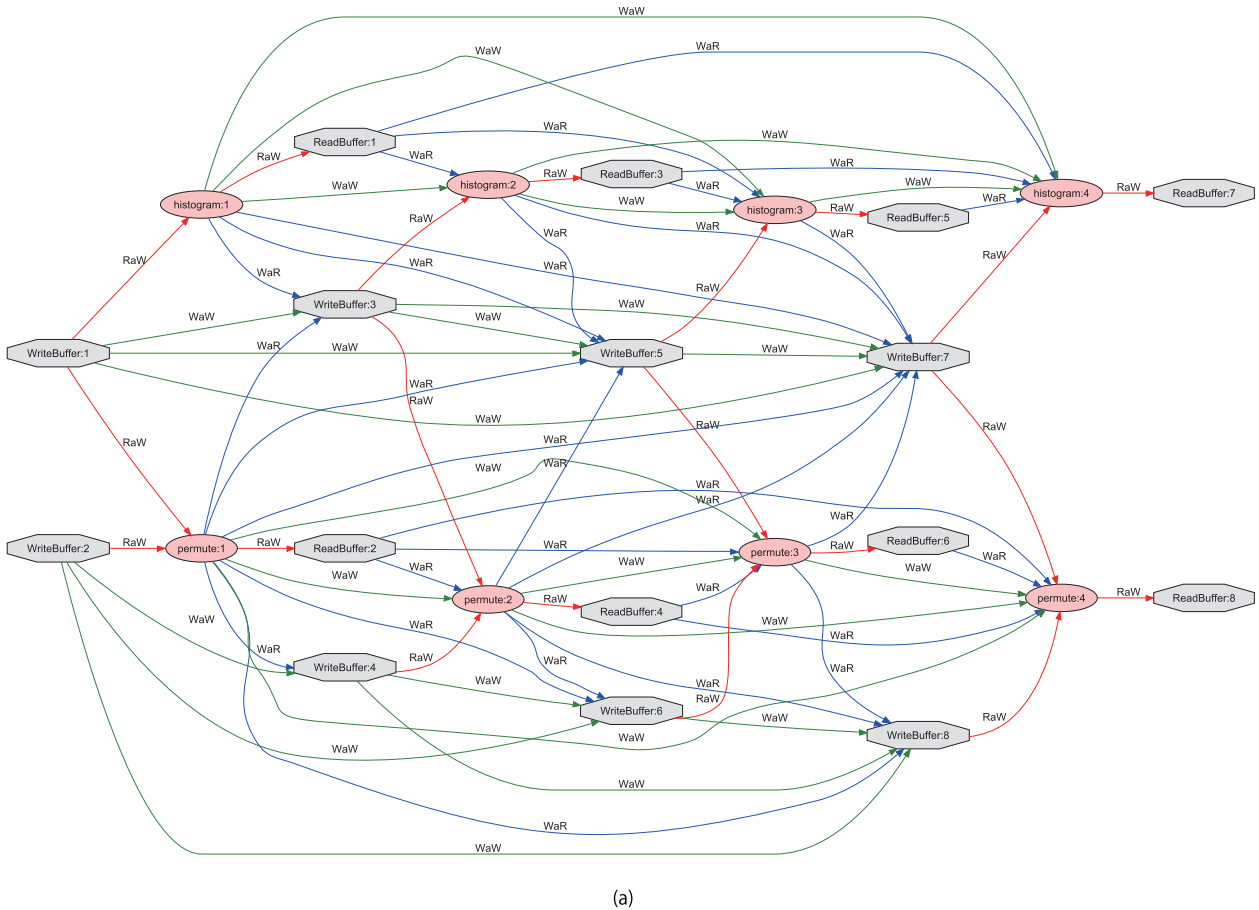 WaW
WaR
WaW
WaR
WaW
ReadBuffer:1
RaW
WaR
WaR
histogram:2
RaW
ReadBuffer:3
WaW
WaR
WaW
histogram:4
RaW
ReadBuffer:7
histogram:1
WaW
WaW
histogram:3
RaW
ReadBuffer:5
WaR
RaW
WaR
WaR
WaR
RaW
WaR
WaR
WaR
RaW
RaW
WriteBuffer:3
WaW
WaW
WaW
WriteBuffer:1
WaR
WaW
WriteBuffer:5
WaW
WriteBuffer:7
WaR
RaW
WaW
RaW
WaR
RaW
RaW
WaW
WaR
WaR
WaR
WaR
WriteBuffer:2
RaW
permute:1
RaW
ReadBuffer:2
WaR
permute:3
RaW
ReadBuffer:6
WaR
WaR
WaW
WaW
WaW
permute:2
RaW
ReadBuffer:4
WaR
permute:4
RaW
ReadBuffer:8
WaW
WaR
WaW
WaR
WaR
WriteBuffer:4
RaW
WaR
WaR
WaR
WaW
WriteBuffer:6
RaW
WaW
RaW
WaW
WaW
WriteBuffer:8
WaW
WaR
WaW
(a)